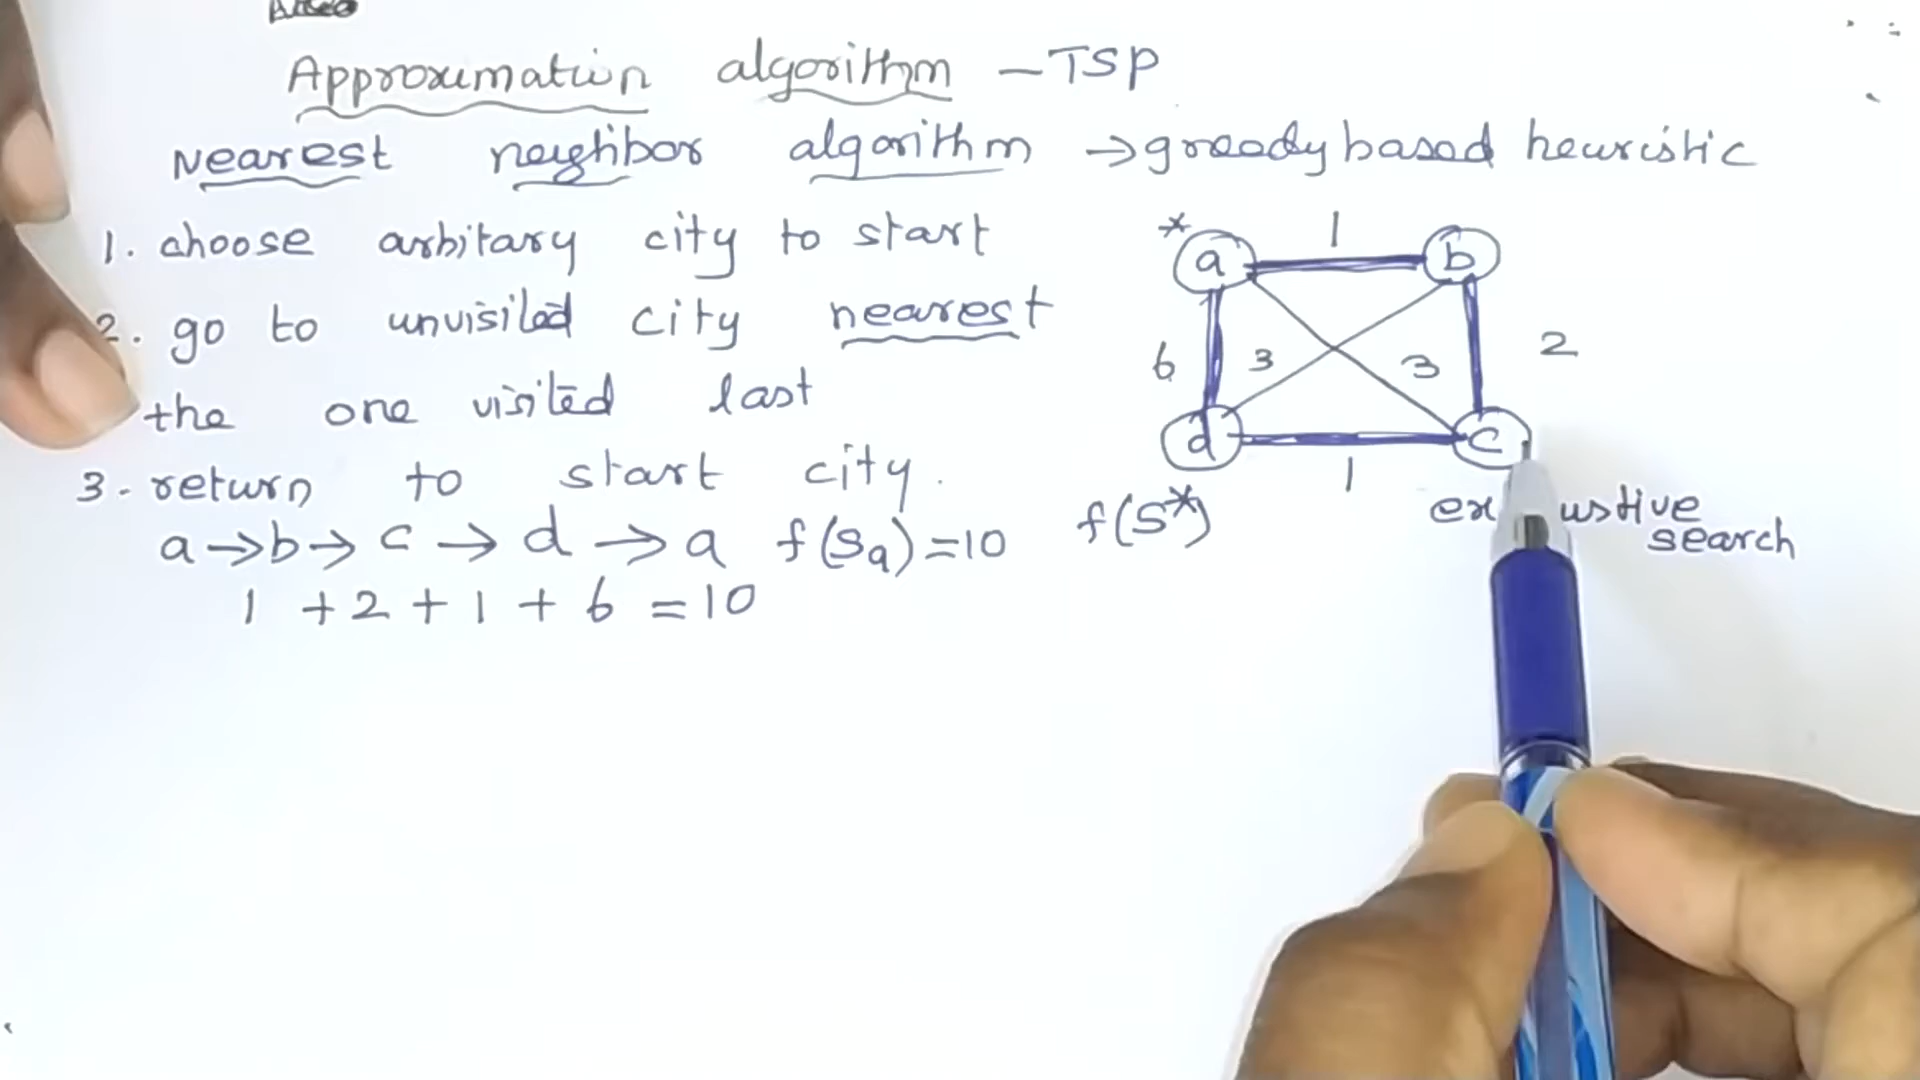 Approximation algorithm - TSP
Nearest neighbor algorithm → greedy based heuristic
1. choose arbitary city to start
2. go to unvisited city nearest
the one visited last
3. return to start city.
a→b→c→d→a f(Sa)=10
1+2+1+6=10
* a 1 b
6 3 3 2
d 1 c
f(S*)
search